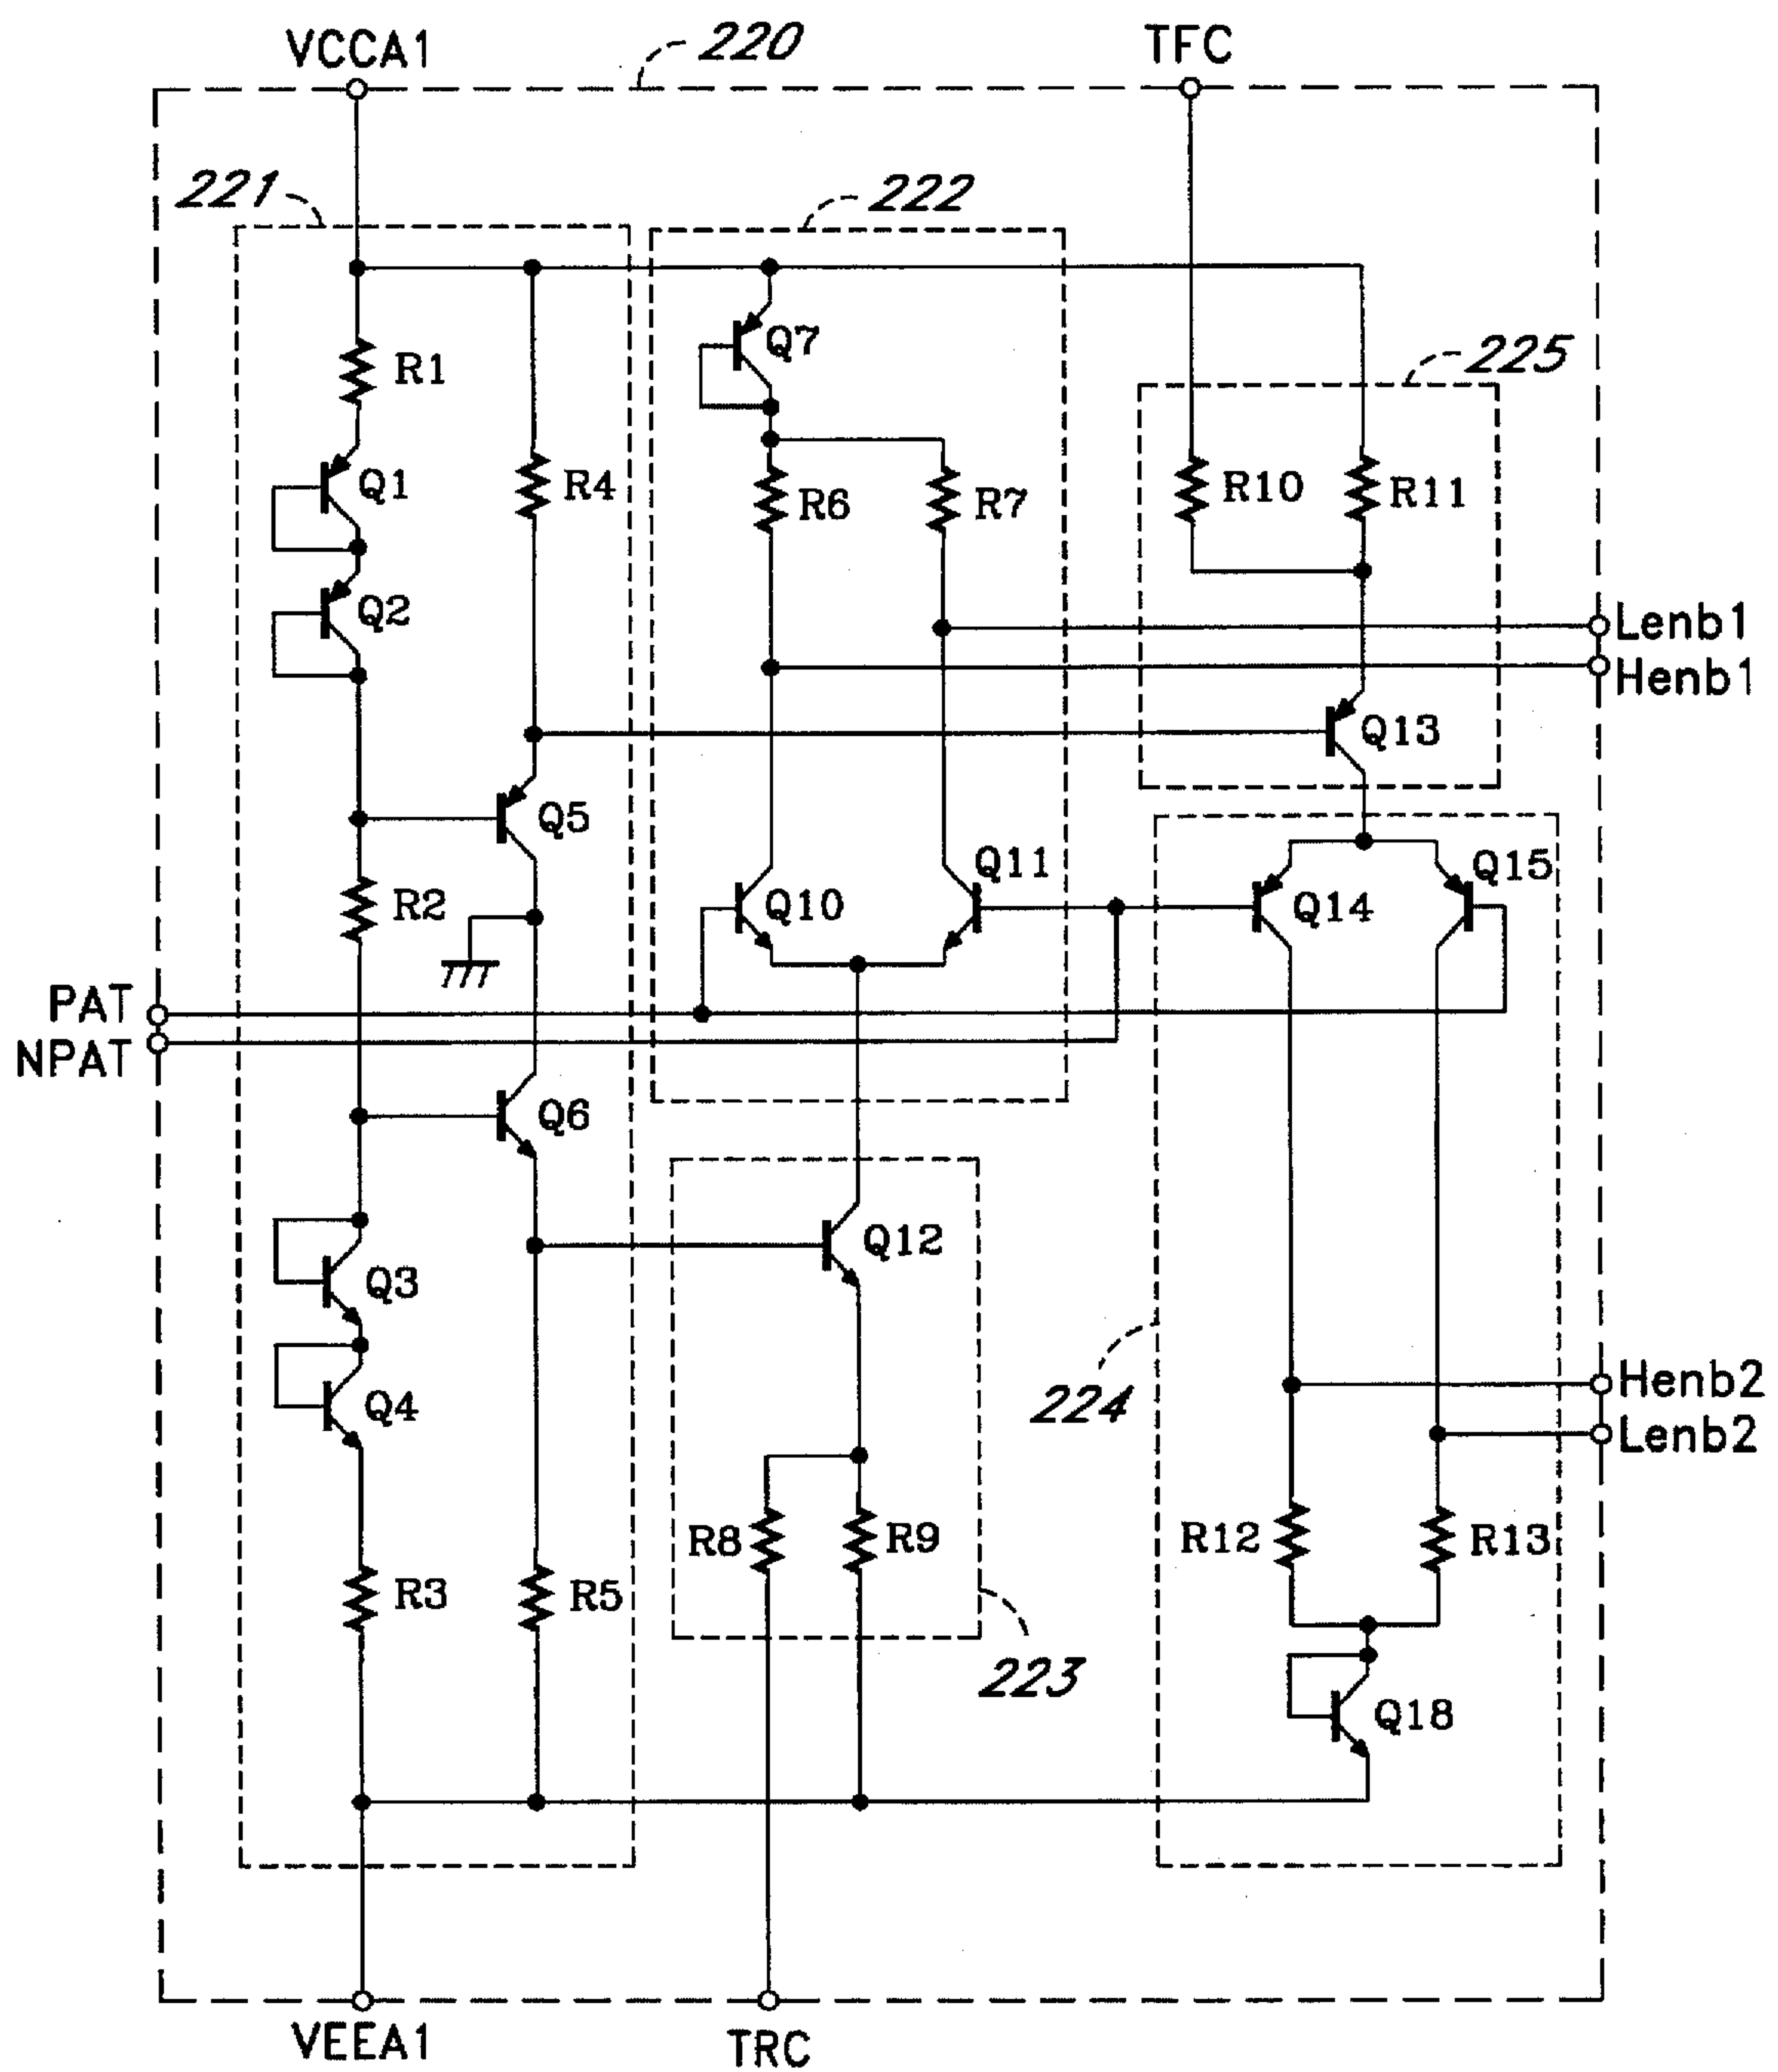 VCCA1
220
TFC
221
222
Q7
225
R1
Q1
R4
R6
R7
R10
R11
Q2
Lenb1
Henb1
Q13
Q5
Q11
Q15
R2
Q10
Q14
PAT
NPAT
Q6
Q12
Q3
Q4
224
Henb2
Lenb2
R8
R9
R12
R13
R3
R5
223
Q18
VEEA1
TRC